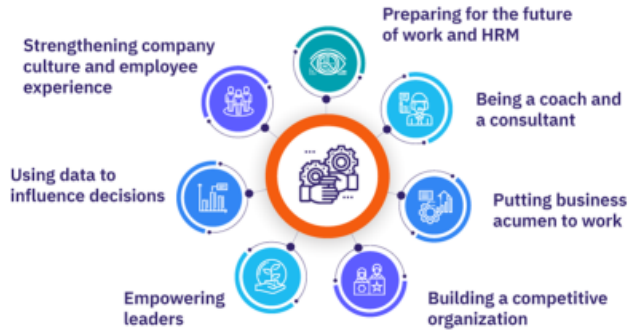 Preparing for the future
of work and HRM
Strengthening company
culture and employee
experience
Being a coach and
a consultant
Using data to
influence decisions
Putting business
acumen to work
Empowering
leaders
Building a competitive
organization